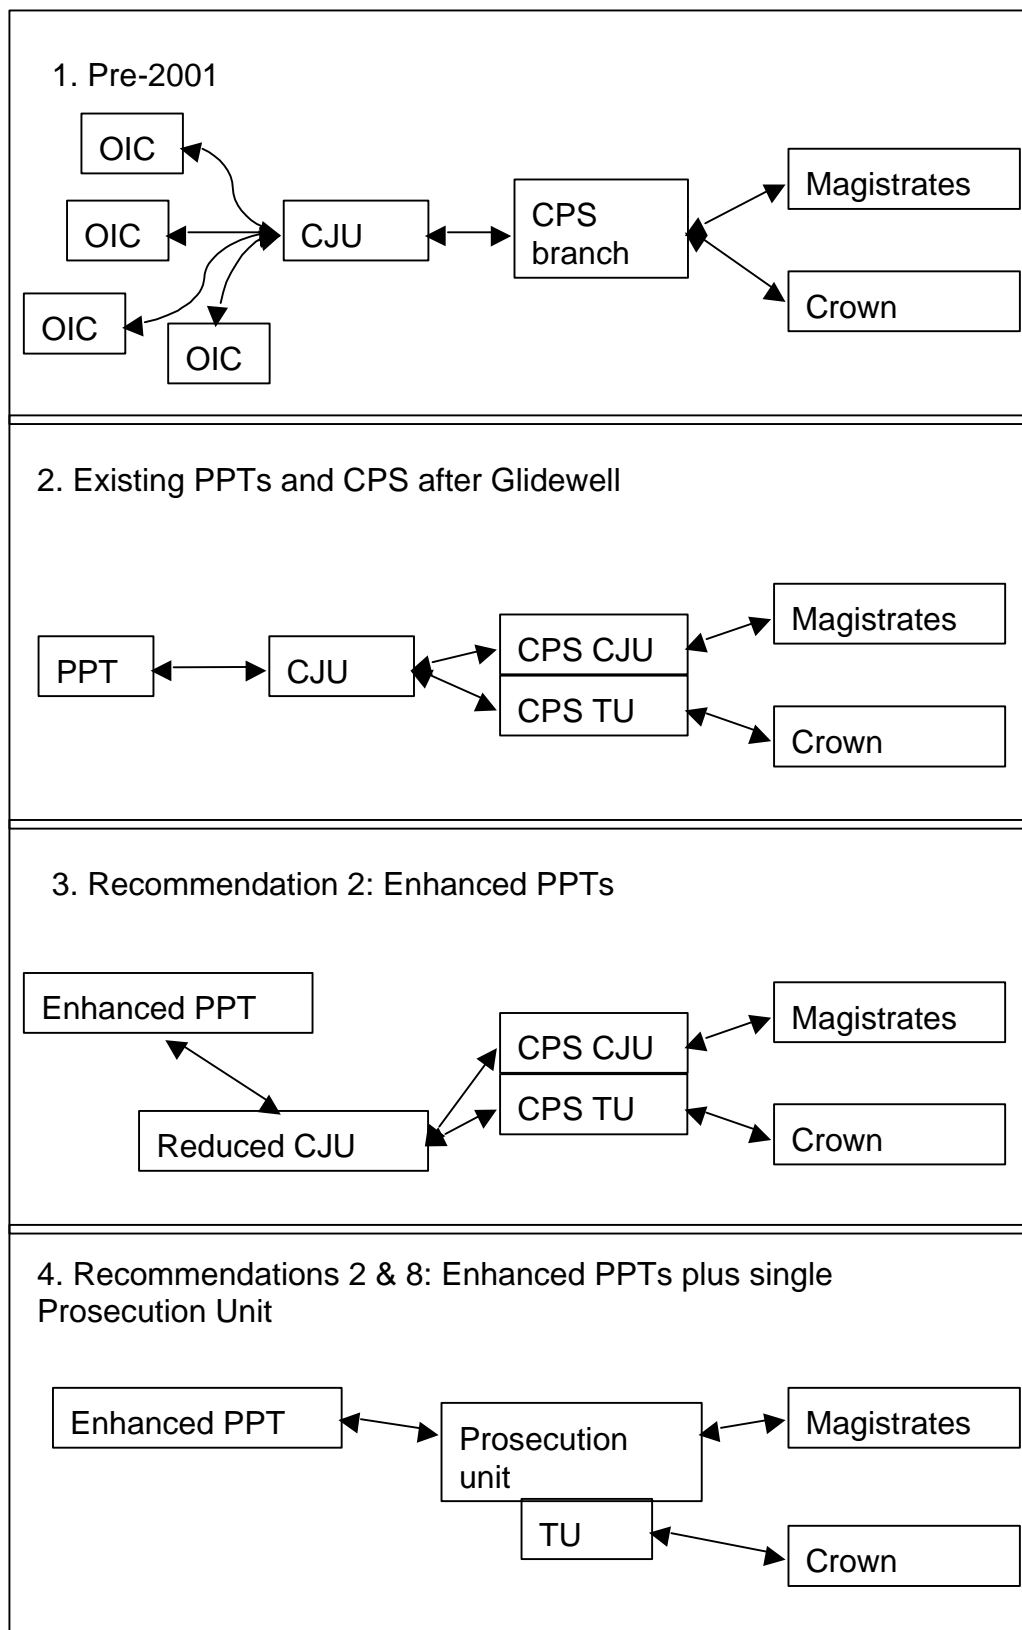 1. Pre-2001
OIC
OIC
OIC
OIC
CJU
CPS
branch
Magistrates
Crown
2. Existing PPTs and CPS after Glidewell
PPT
CJU
CPS CJU
CPS TU
Magistrates
Crown
3. Recommendation 2: Enhanced PPTs
Enhanced PPT
Reduced CJU
CPS CJU
CPS TU
Magistrates
Crown
4. Recommendations 2 & 8: Enhanced PPTs plus single
Prosecution Unit
Enhanced PPT
Prosecution
unit
TU
Magistrates
Crown